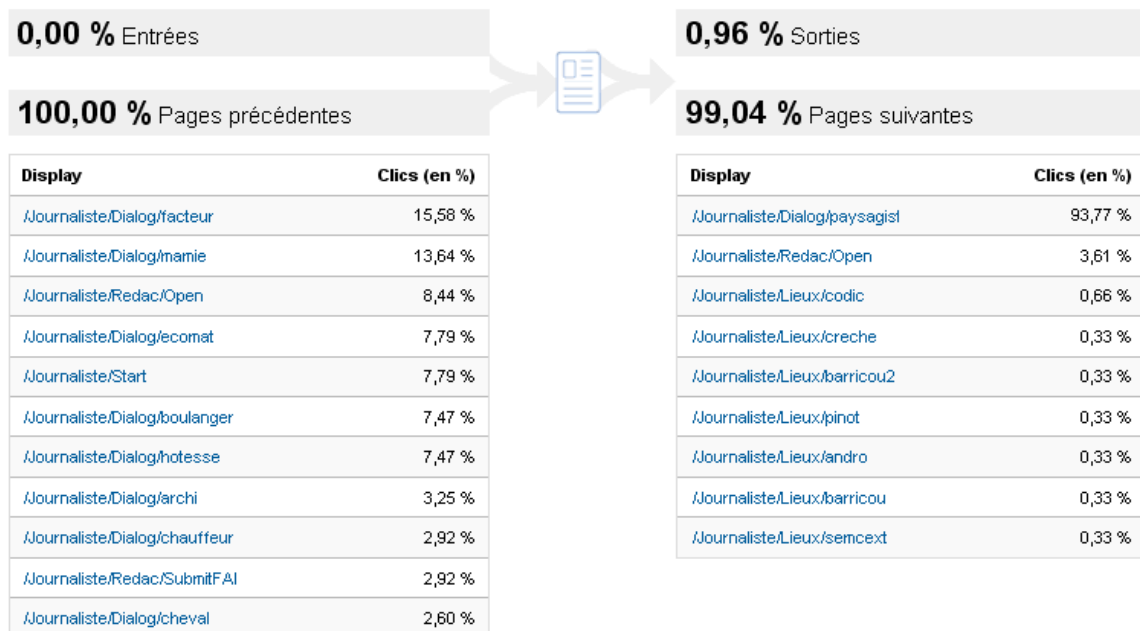 0,00 % Entrées
100,00 % Pages précédentes
Display Clics (en %)
/Journaliste/Dialog/facteur 15,58 %
/Journaliste/Dialog/mamie 13,64 %
/Journaliste/Redac/Open 8,44 %
/Journaliste/Dialog/ecomat 7,79 %
/Journaliste/Start 7,79 %
/Journaliste/Dialog/boulanger 7,47 %
/Journaliste/Dialog/hotesse 7,47 %
/Journaliste/Dialog/archi 3,25 %
/Journaliste/Dialog/chauffeur 2,92 %
/Journaliste/Redac/SubmitFAI 2,92 %
/Journaliste/Dialog/cheval 2,60 %
0,96 % Sorties
99,04 % Pages suivantes
Display Clics (en %)
/Journaliste/Dialog/paysagist 93,77 %
/Journaliste/Redac/Open 3,61 %
/Journaliste/Lieux/codic 0,66 %
/Journaliste/Lieux/creche 0,33 %
/Journaliste/Lieux/barricou2 0,33 %
/Journaliste/Lieux/pinot 0,33 %
/Journaliste/Lieux/andro 0,33 %
/Journaliste/Lieux/barricou 0,33 %
/Journaliste/Lieux/semcext 0,33 %